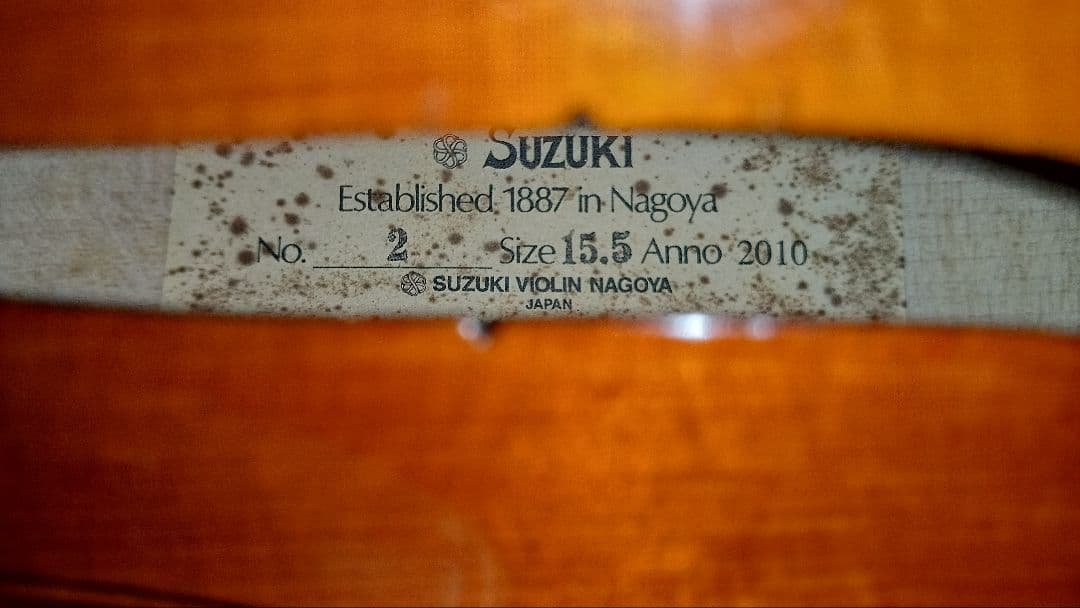 SUZUKI
Established 1887 in Nagoya
No. 2 Size 15.5 Anno 2010
SUZUKI VIOLIN NAGOYA
JAPAN